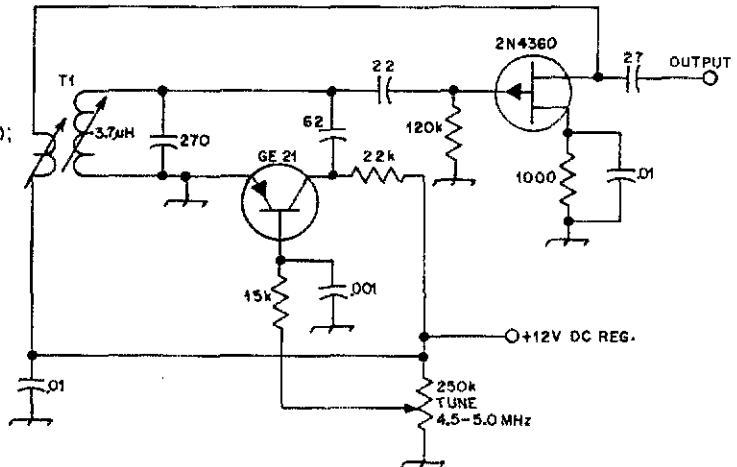 2N4360
27
OUTPUT
T1
22
3.7µH
270
62
120k
);
GE 21
22k
1000
.01
15k
.001
+12V DC REG.
.01
250k
TUNE
4.5-5.0 MHz